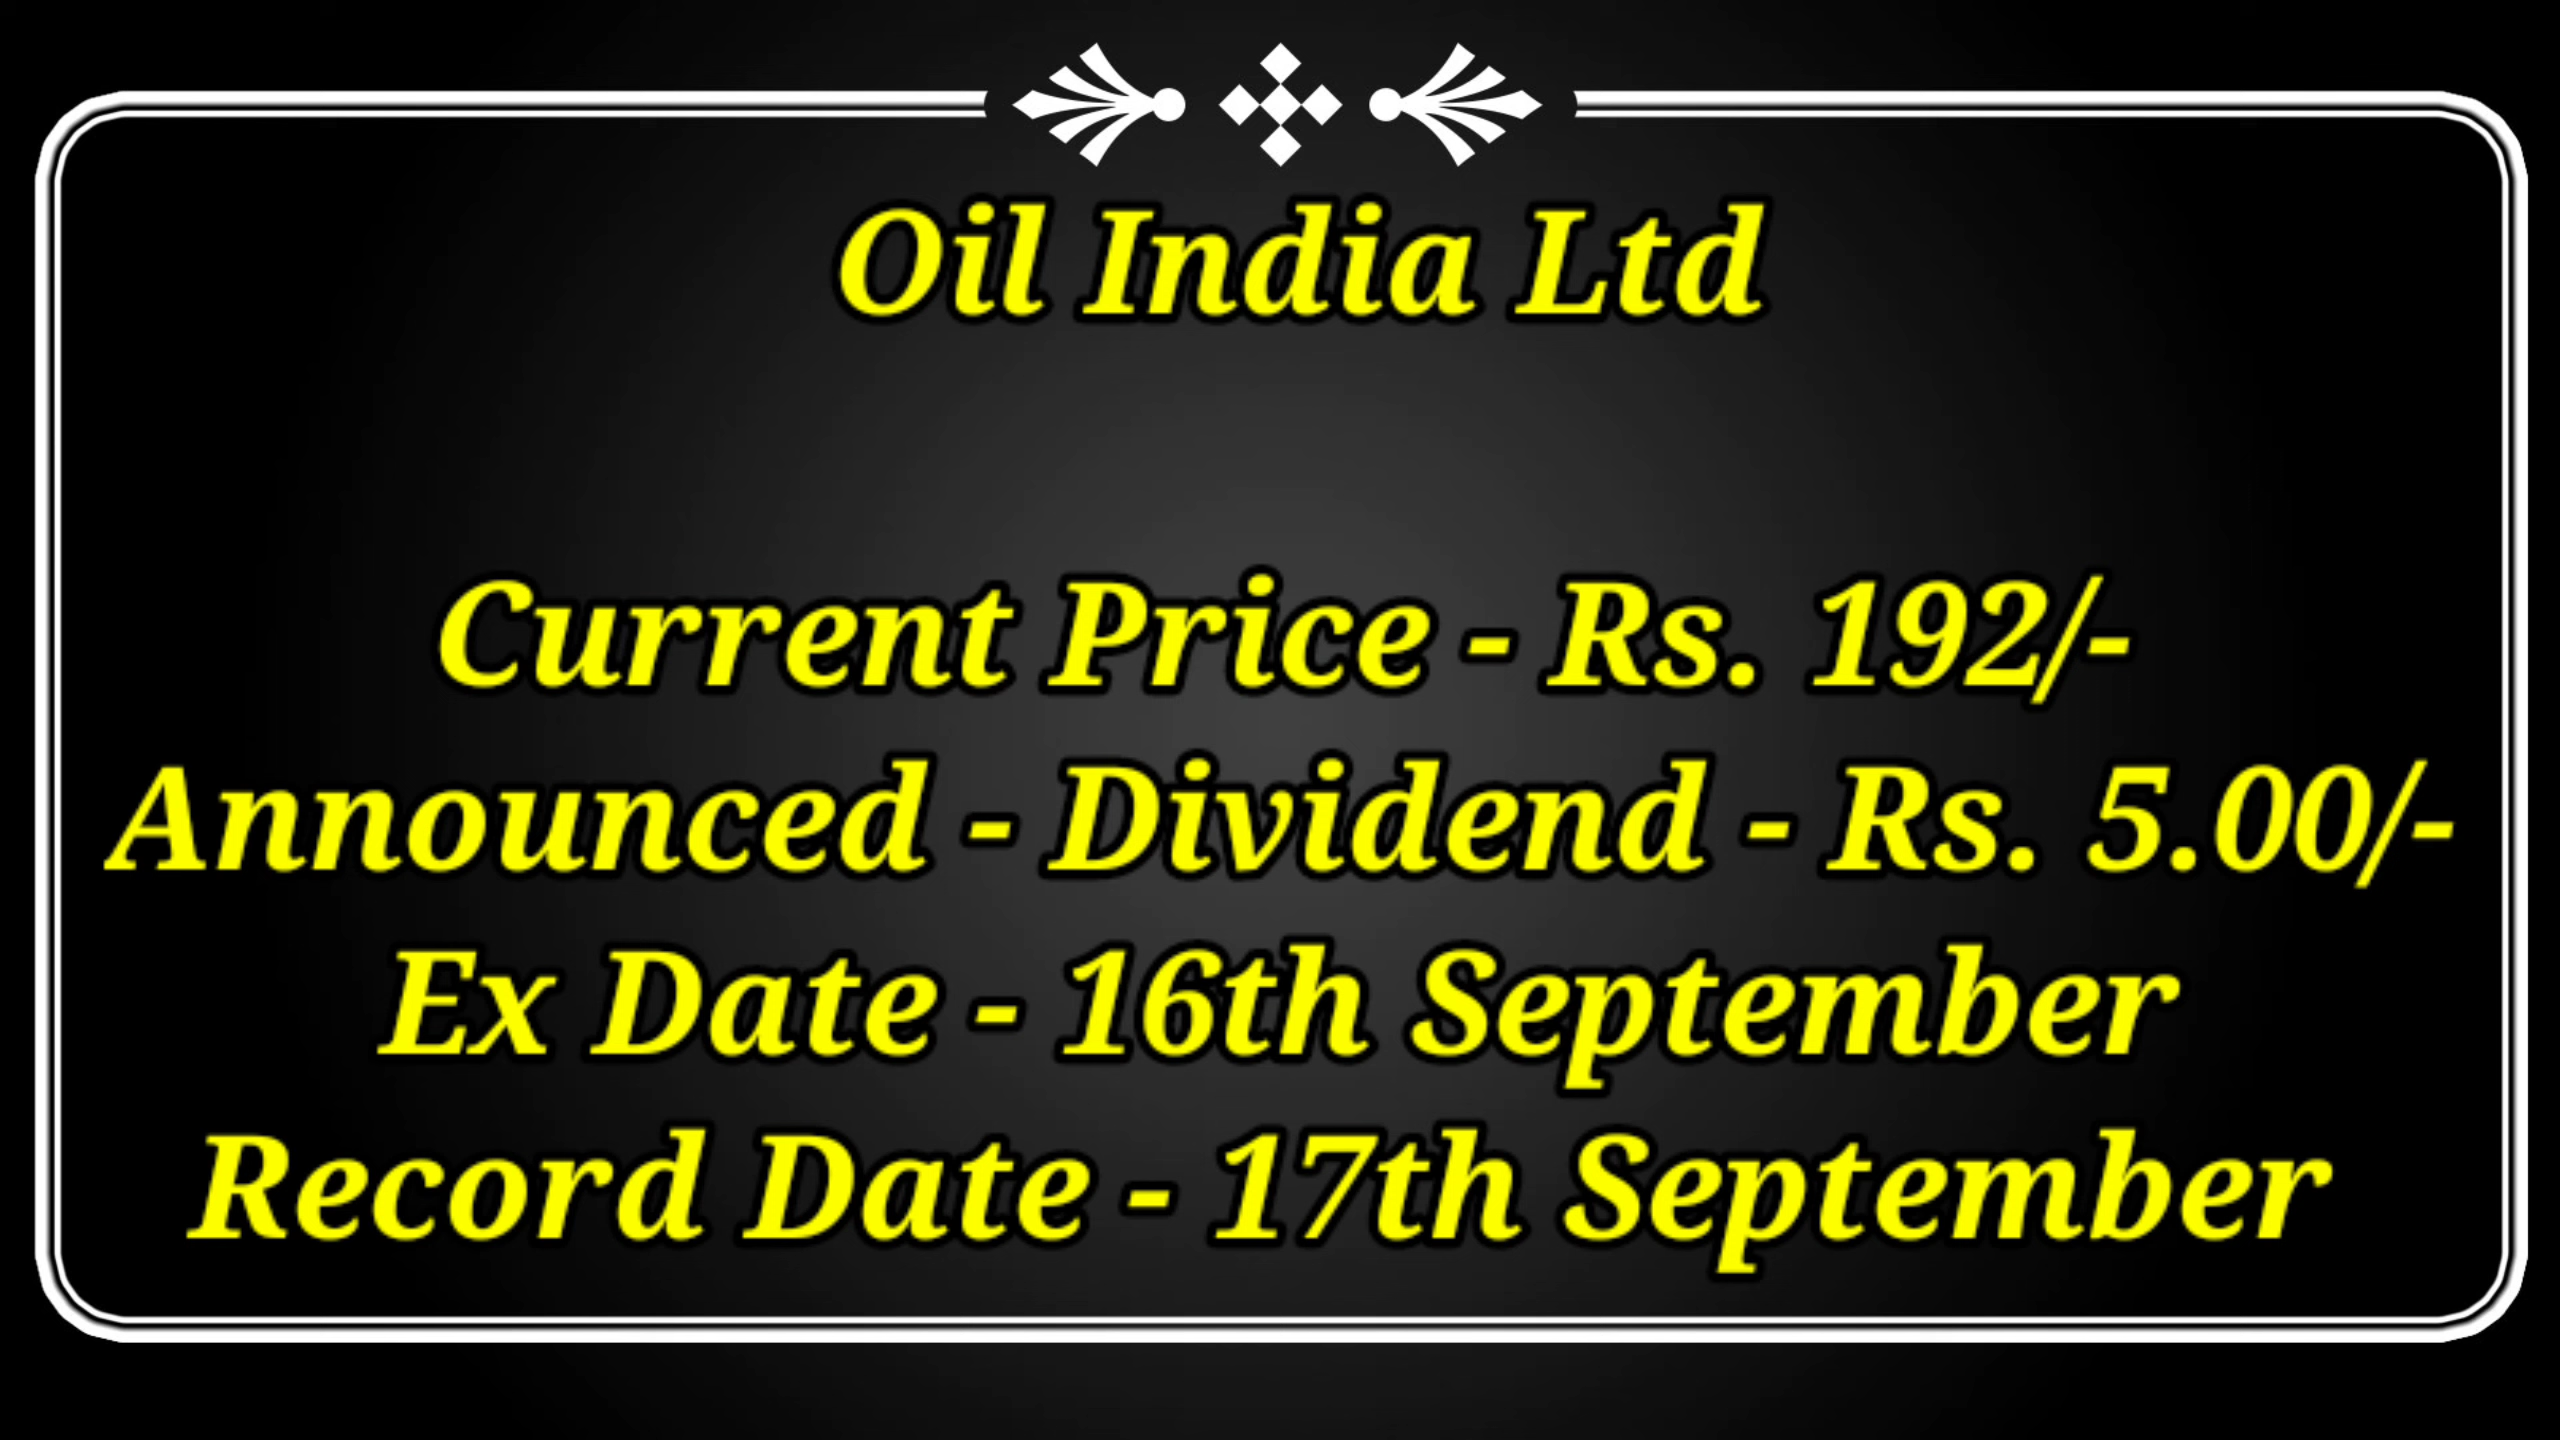 Oil India Ltd
Current Price - Rs. 192/-
Announced - Dividend - Rs. 5.00/-
Ex Date - 16th September
Record Date - 17th September